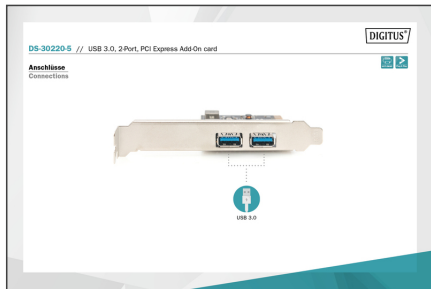 DIGITUS®
DS-30220-5 // USB 3.0, 2-Port, PCI Express Add-On card
Anschlüsse
Connections
USB 3.0